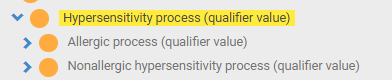 Hypersensitivity process (qualifier value)
Allergic process (qualifier value)
Nonallergic hypersensitivity process (qualifier value)